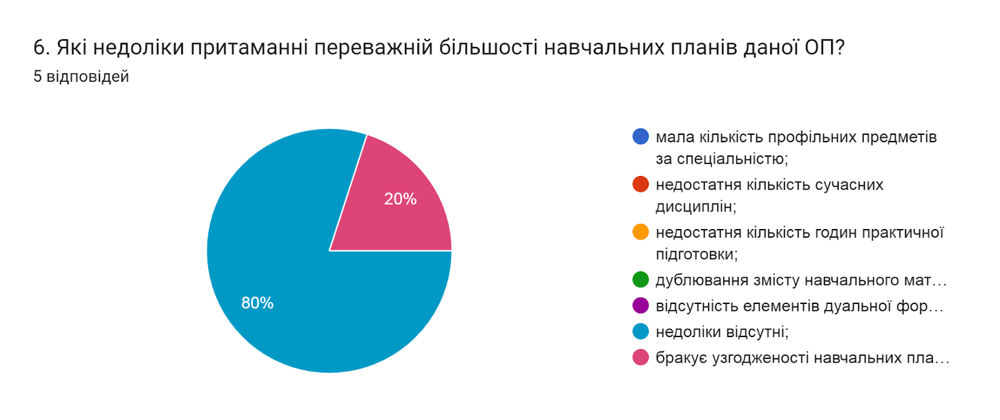 6. Які недоліки притаманні переважній більшості навчальних планів даної ОП?
5 відповідей
20%
80%
мала кількість профільних предметів
за спеціальністю;
недостатня кількість сучасних
дисциплін;
недостатня кількість годин практичної
підготовки;
дублювання змісту навчального мат…
відсутність елементів дуальної фор…
недоліки відсутні;
бракує узгодженості навчальних пла…